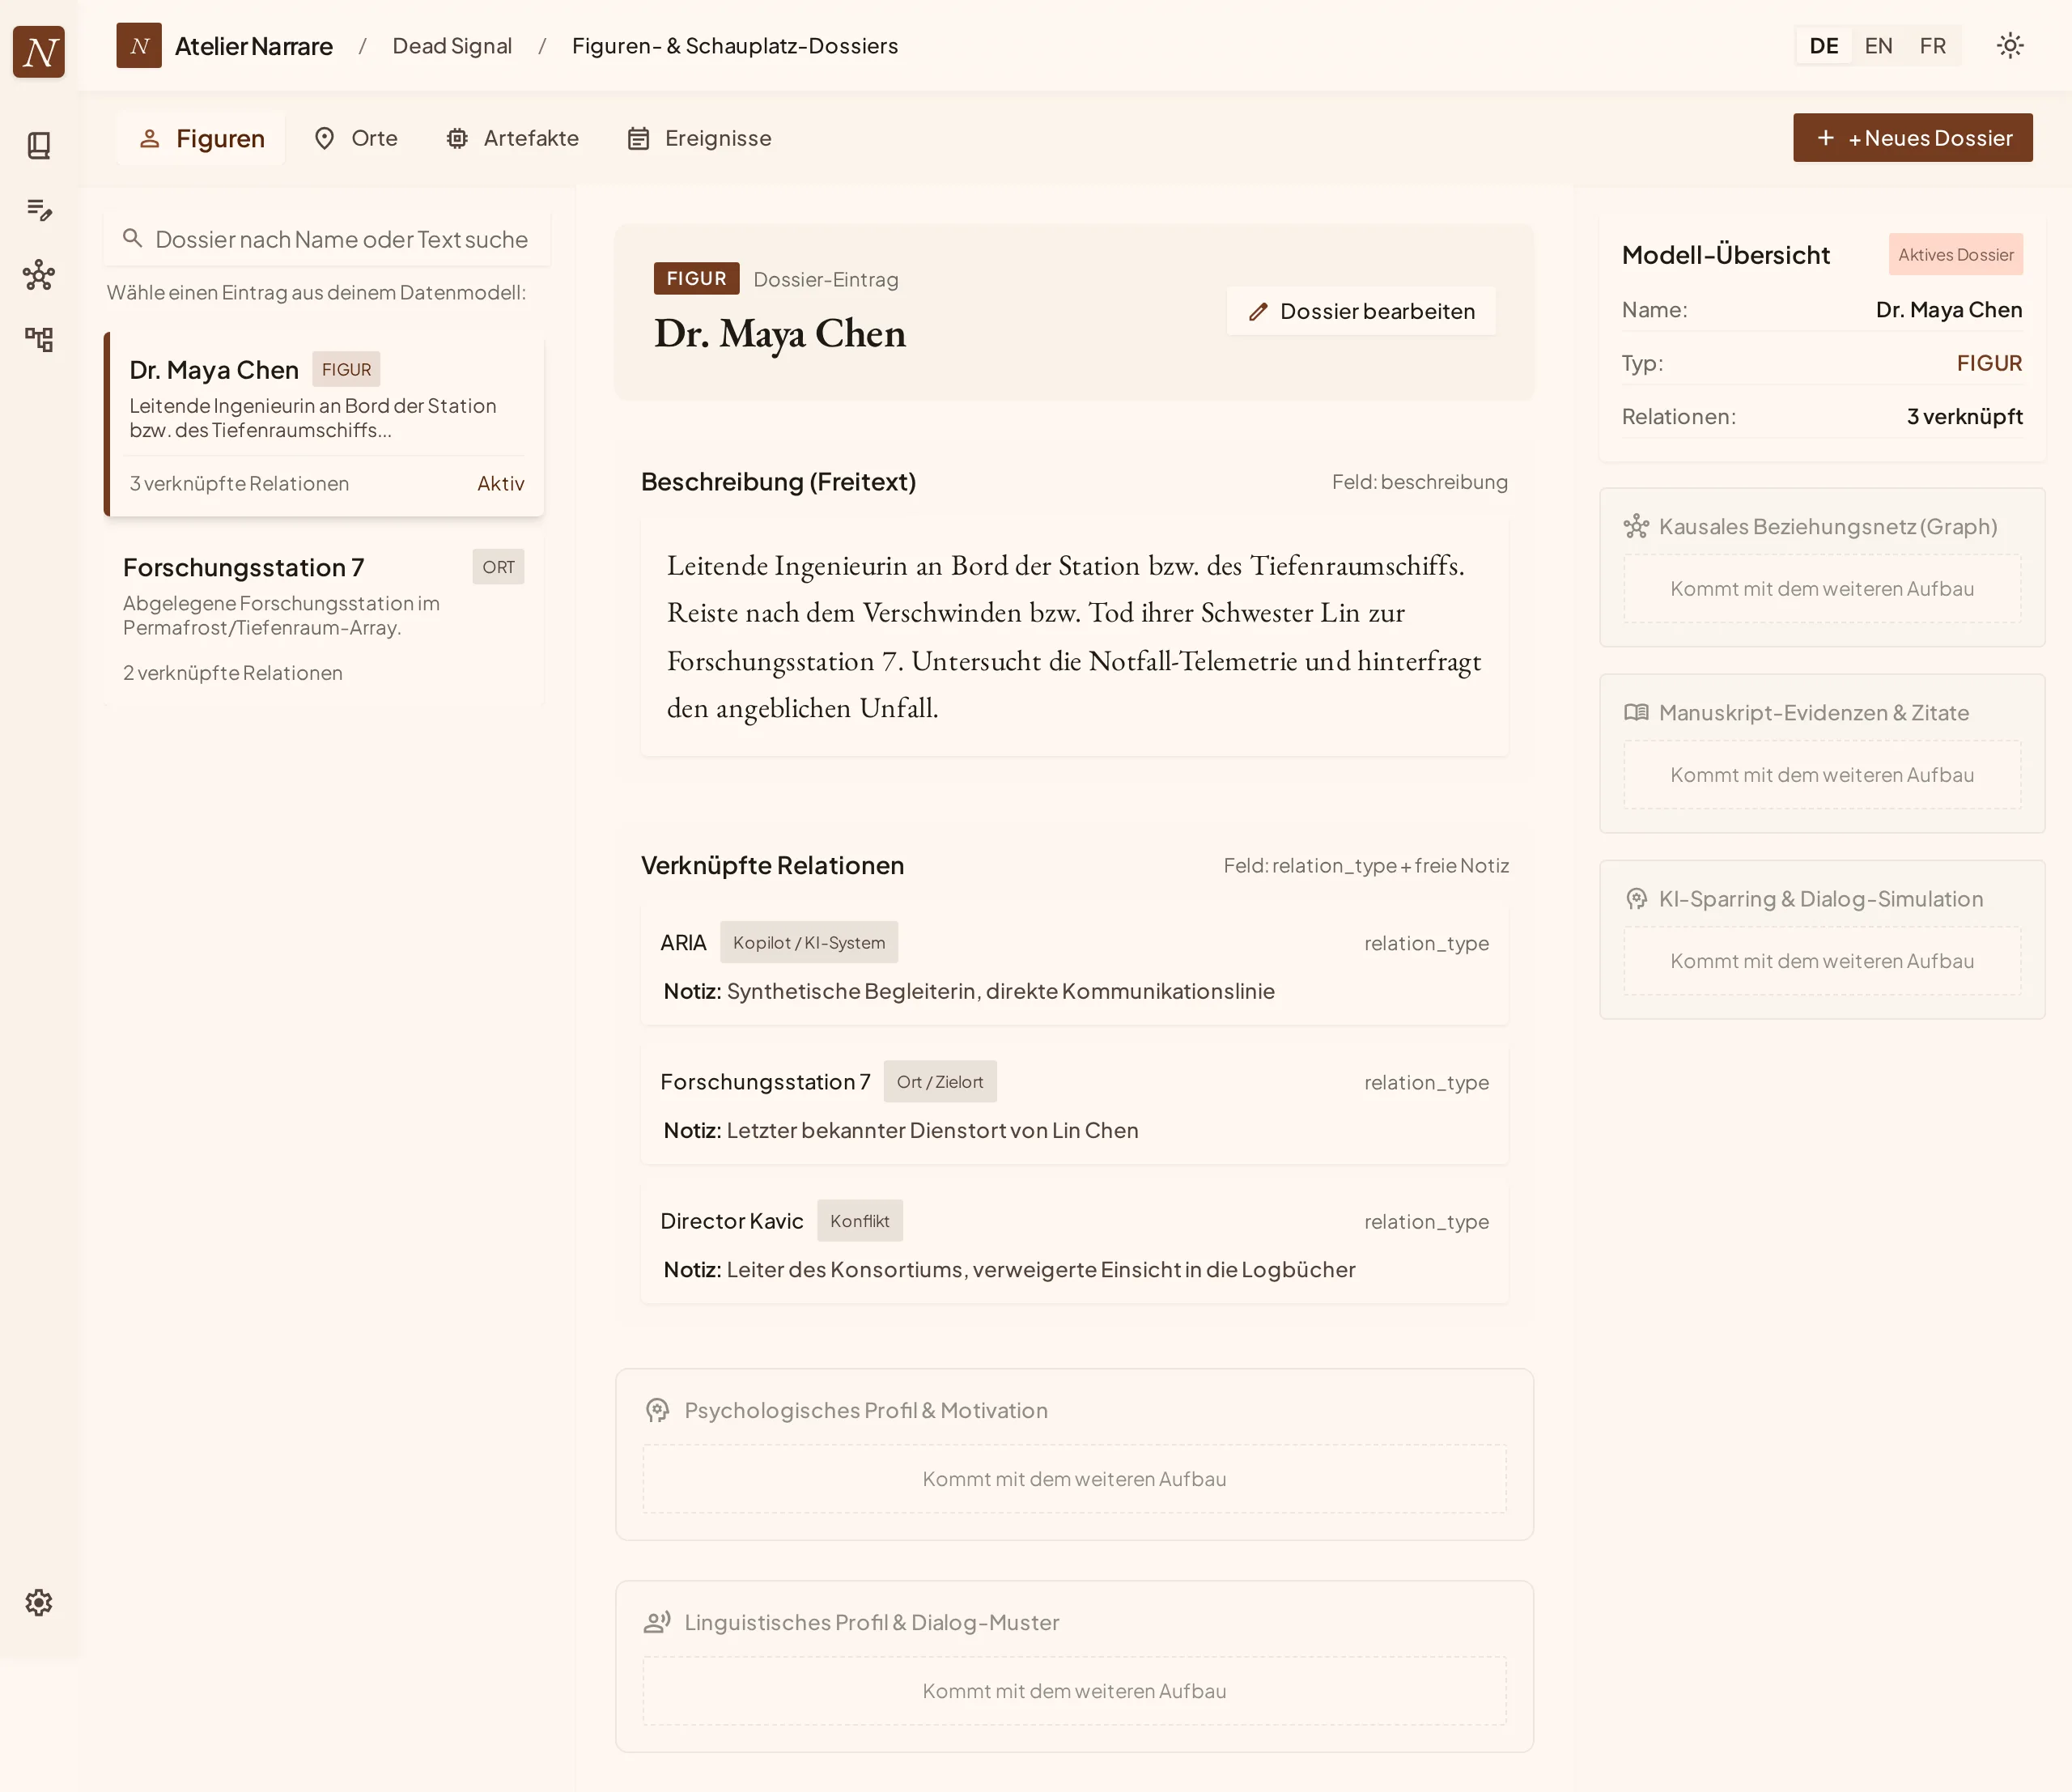 N
N Atelier Narrare / Dead Signal / Figuren- & Schauplatz-Dossiers
DE EN FR
Figuren Orte Artefakte Ereignisse
+ + Neues Dossier
Dossier nach Name oder Text suche
Wähle einen Eintrag aus deinem Datenmodell:
Dr. Maya Chen FIGUR
Leitende Ingenieurin an Bord der Station
bzw. des Tiefenraumschiffs...
3 verknüpfte Relationen Aktiv
Forschungsstation 7 ORT
Abgelegene Forschungsstation im
Permafrost/Tiefenraum-Array.
2 verknüpfte Relationen
FIGUR Dossier-Eintrag
Dr. Maya Chen
Dossier bearbeiten
Beschreibung (Freitext) Feld: beschreibung
Leitende Ingenieurin an Bord der Station bzw. des Tiefenraumschiffs.
Reiste nach dem Verschwinden bzw. Tod ihrer Schwester Lin zur
Forschungsstation 7. Untersucht die Notfall-Telemetrie und hinterfragt
den angeblichen Unfall.
Verknüpfte Relationen Feld: relation_type + freie Notiz
ARIA Kopilot / KI-System relation_type
Notiz: Synthetische Begleiterin, direkte Kommunikationslinie
Forschungsstation 7 Ort / Zielort relation_type
Notiz: Letzter bekannter Dienstort von Lin Chen
Director Kavic Konflikt relation_type
Notiz: Leiter des Konsortiums, verweigerte Einsicht in die Logbücher
Psychologisches Profil & Motivation
Kommt mit dem weiteren Aufbau
Linguistisches Profil & Dialog-Muster
Kommt mit dem weiteren Aufbau
Modell-Übersicht Aktives Dossier
Name: Dr. Maya Chen
Typ: FIGUR
Relationen: 3 verknüpft
Kausales Beziehungsnetz (Graph)
Kommt mit dem weiteren Aufbau
Manuskript-Evidenzen & Zitate
Kommt mit dem weiteren Aufbau
KI-Sparring & Dialog-Simulation
Kommt mit dem weiteren Aufbau